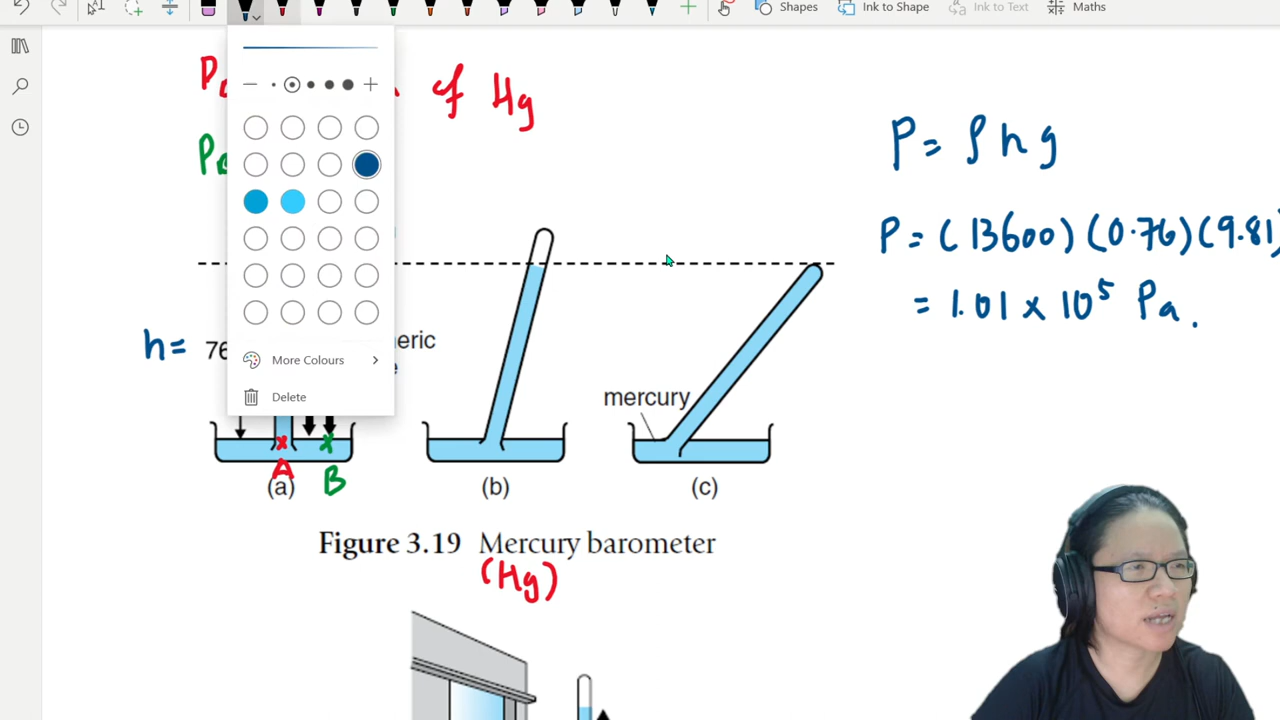 Shapes Ink to Shape Ink to Text Maths
of Hg
P = ρ h g
P = (13600)(0.76)(9.81)
= 1.01 x 10⁵ Pa.
h = 76
More Colours
Delete
mercury
A
B
(a) (b) (c)
Figure 3.19 Mercury barometer
(Hg)